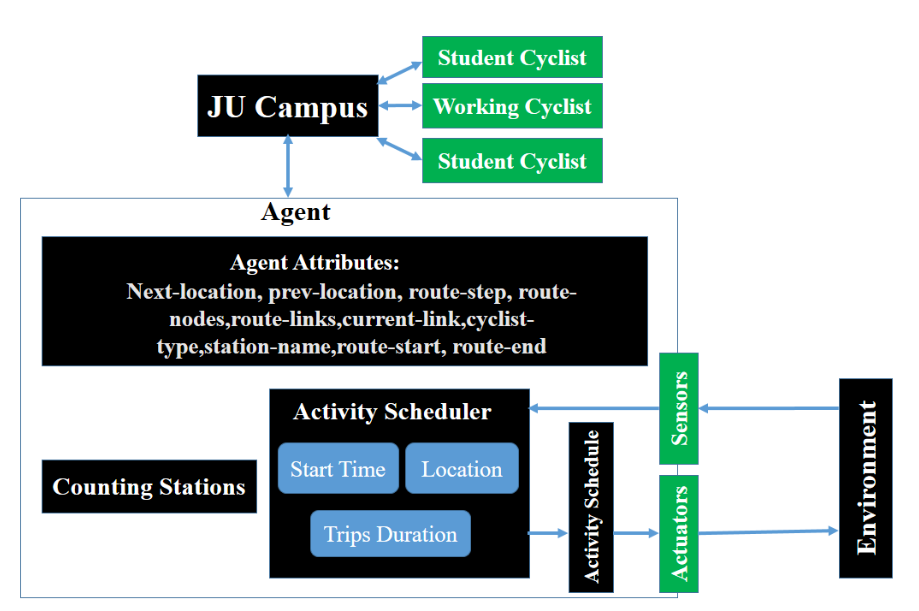 Student Cyclist
JU Campus
Working Cyclist
Student Cyclist
Agent
Agent Attributes:
Next-location, prev-location, route-step, route-
nodes,route-links,current-link,cyclist-
type,station-name,route-start, route-end
Activity Scheduler
Start Time
Location
Trips Duration
Counting Stations
Activity Schedule
Sensors
Actuators
Environment